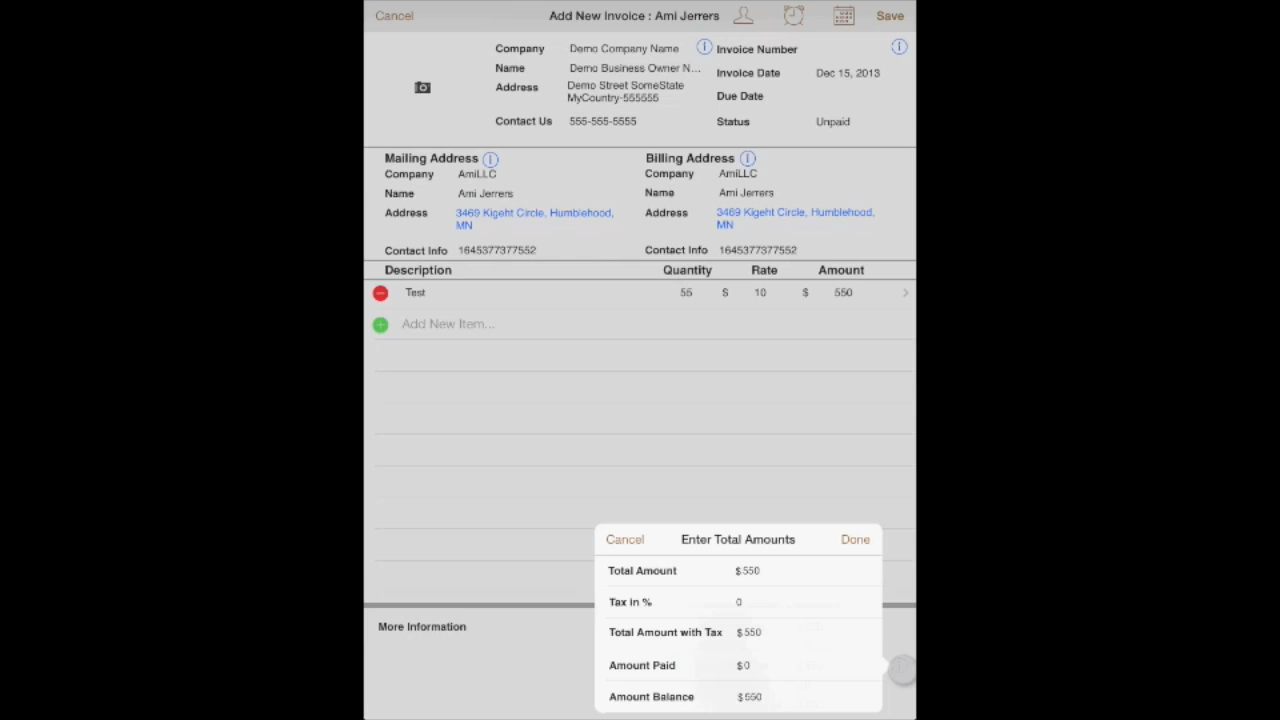 Cancel Add New Invoice : Ami Jerrers Save
Company Demo Company Name
Name Demo Business Owner N...
Address Demo Street SomeState
MyCountry-555555
Contact Us 555-555-5555
Invoice Number
Invoice Date Dec 15, 2013
Due Date
Status Unpaid
Mailing Address
Company AmiLLC
Name Ami Jerrers
Address 3469 Kigeht Circle, Humblehood,
MN
Contact Info 1645377377552
Billing Address
Company AmiLLC
Name Ami Jerrers
Address 3469 Kigeht Circle, Humblehood,
MN
Contact Info 1645377377552
Description Quantity Rate Amount
Test 55 $ 10 $ 550
Add New Item...
More Information
Cancel Enter Total Amounts Done
Total Amount $550
Tax in % 0
Total Amount with Tax $550
Amount Paid $0
Amount Balance $550